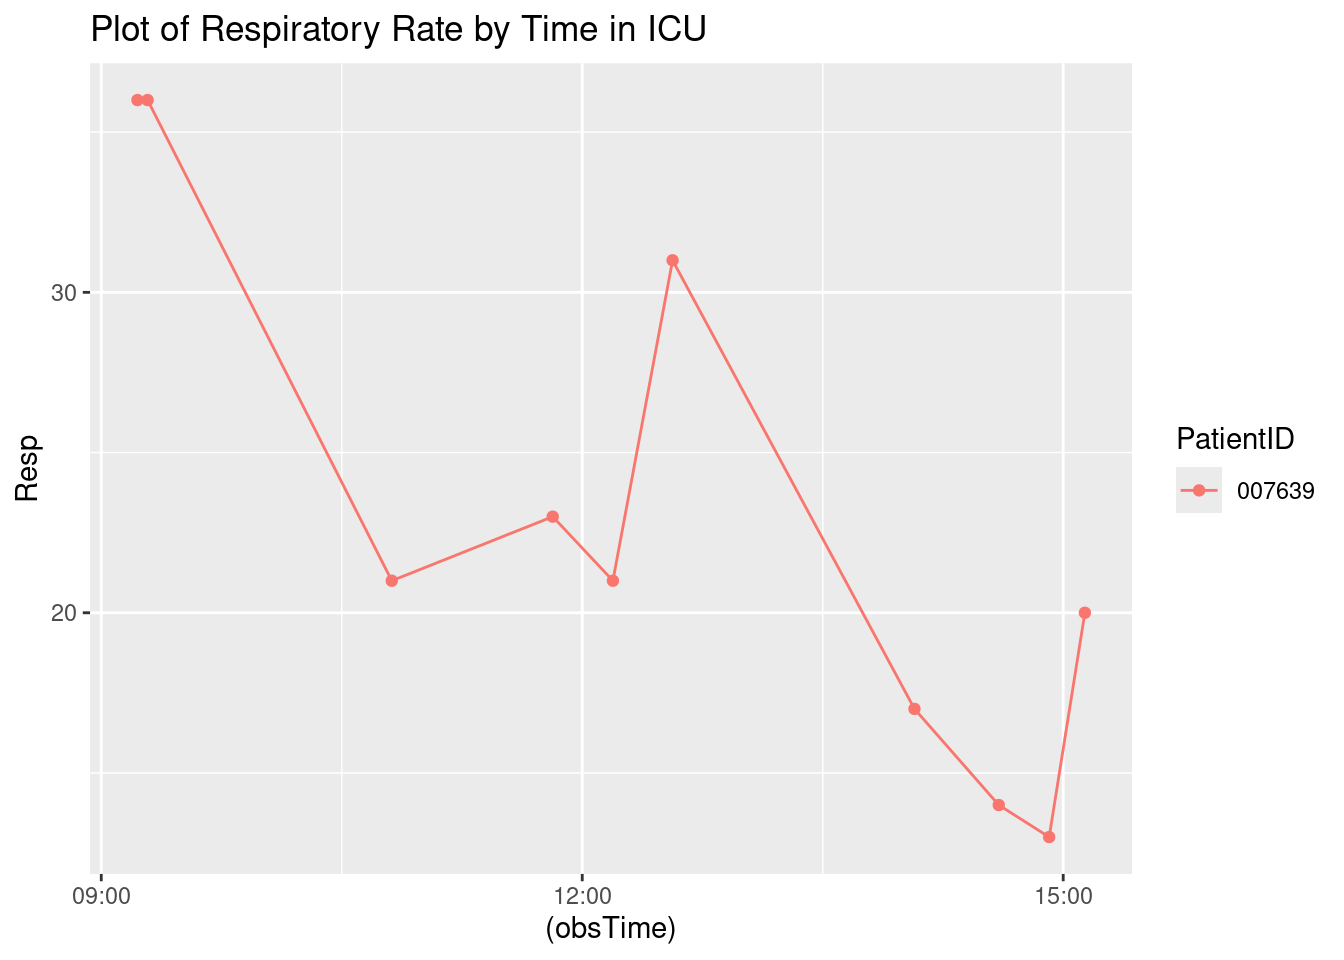 Plot of Respiratory Rate by Time in ICU
30
20
Resp
09:00
12:00
15:00
(obsTime)
PatientID
007639